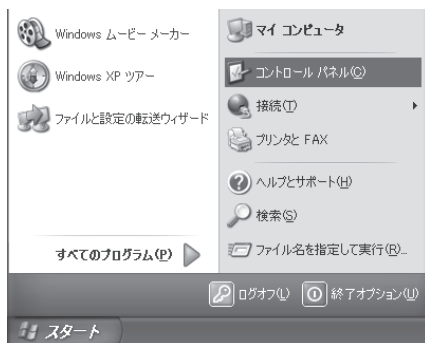 Windows ムービー メーカー
Windows XP ツアー
ファイルと設定の転送ウィザード
すべてのプログラム(P)
マイ コンピュータ
コントロール パネル(C)
接続(T)
プリンタと FAX
ヘルプとサポート(H)
検索(S)
ファイル名を指定して実行(R)...
ログオフ(L)
終了オプション(U)
スタート